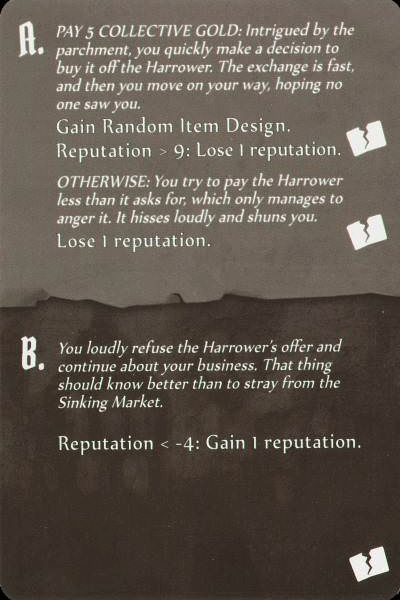 A. PAY 5 COLLECTIVE GOLD: Intrigued by the
parchment, you quickly make a decision to
buy it off the Harrower. The exchange is fast,
and then you move on your way, hoping no
one saw you.
Gain Random Item Design.
Reputation > 9: Lose 1 reputation.
OTHERWISE: You try to pay the Harrower
less than it asks for, which only manages to
anger it. It hisses loudly and shuns you.
Lose 1 reputation.
B. You loudly refuse the Harrower's offer and
continue about your business. That thing
should know better than to stray from the
Sinking Market.
Reputation < -4: Gain 1 reputation.